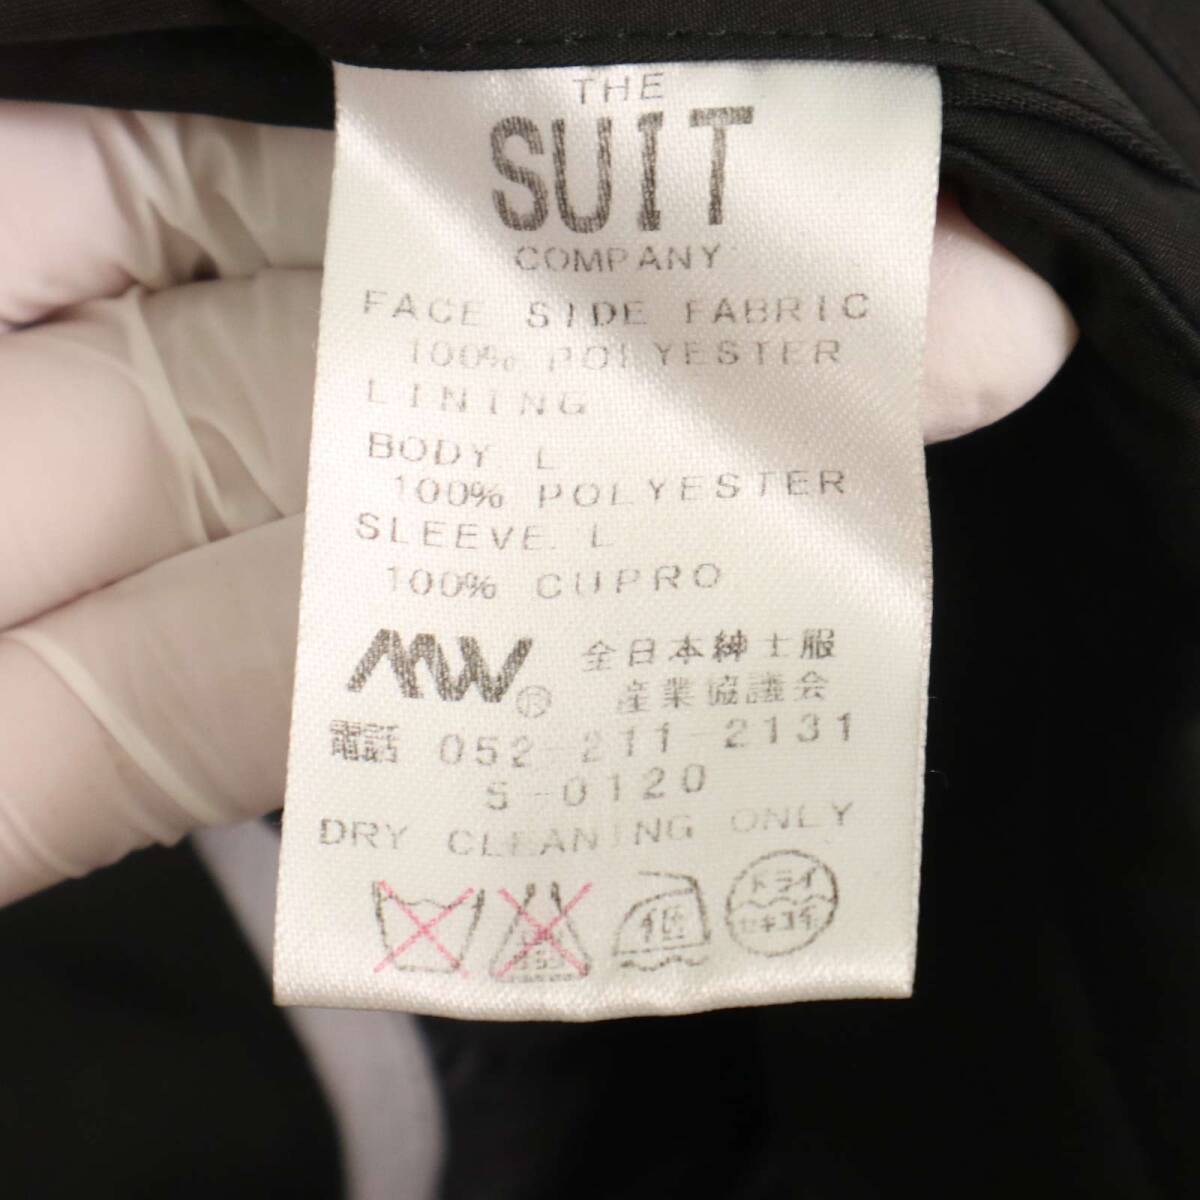 THE
SUIT
COMPANY
FACE SIDE FABRIC
100% POLYESTER
LINING
BODY L
100% POLYESTER
SLEEVE. L
100% CUPRO
MW® 全日本紳士服
産業協議会
電話 052-211-2131
S-0120
DRY CLEANING ONLY
中 ドライ
セキユ系